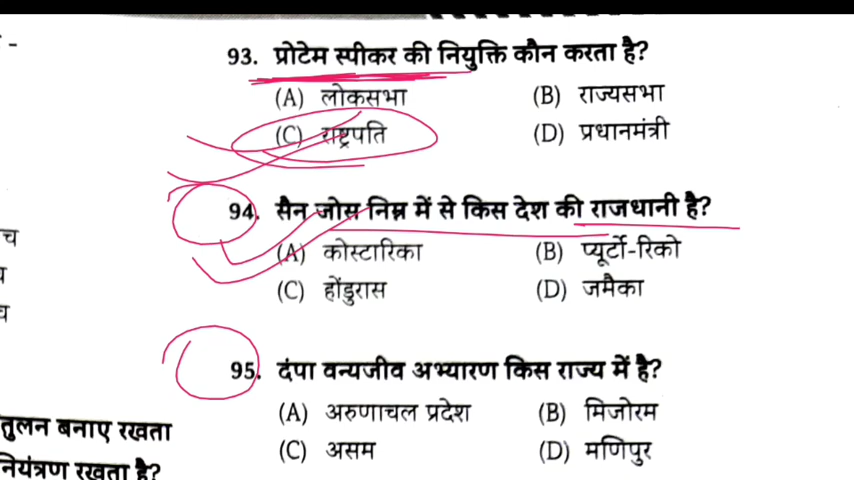 93. प्रोटेम स्पीकर की नियुक्ति कौन करता है?
(A) लोकसभा (B) राज्यसभा
(C) राष्ट्रपति (D) प्रधानमंत्री
94. सैन जोस निम्न में से किस देश की राजधानी है?
(A) कोस्टारिका (B) प्यूर्टो-रिको
(C) होंडुरास (D) जमैका
95. दंपा वन्यजीव अभ्यारण किस राज्य में है?
(A) अरुणाचल प्रदेश (B) मिजोरम
(C) असम (D) मणिपुर
तुलन बनाए रखता
नियंत्रण रखता है?